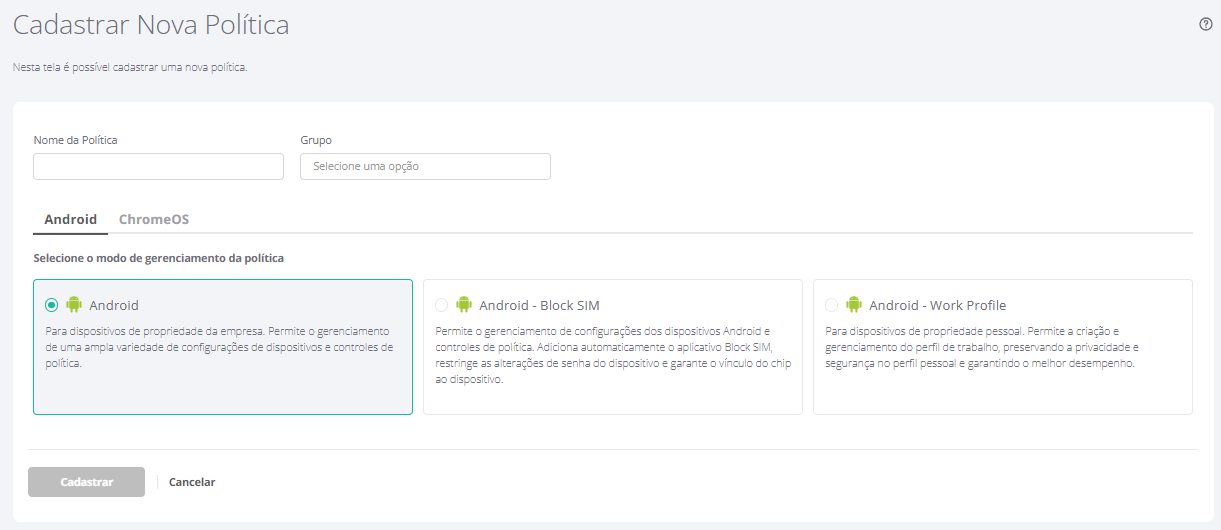 Cadastrar Nova Política
Nesta tela é possível cadastrar uma nova política.
Nome da Política
Grupo
Selecione uma opção
Android
ChromeOS
Selecione o modo de gerenciamento da política
Android
Para dispositivos de propriedade da empresa. Permite o gerenciamento
de uma ampla variedade de configurações de dispositivos e controles de
política.
Android - Block SIM
Permite o gerenciamento de configurações dos dispositivos Android e
controles de política. Adiciona automaticamente o aplicativo Block SIM,
restringe as alterações de senha do dispositivo e garante o vínculo do chip
ao dispositivo.
Android - Work Profile
Para dispositivos de propriedade pessoal. Permite a criação e
gerenciamento do perfil de trabalho, preservando a privacidade e
segurança no perfil pessoal e garantindo o melhor desempenho.
Cadastrar
Cancelar